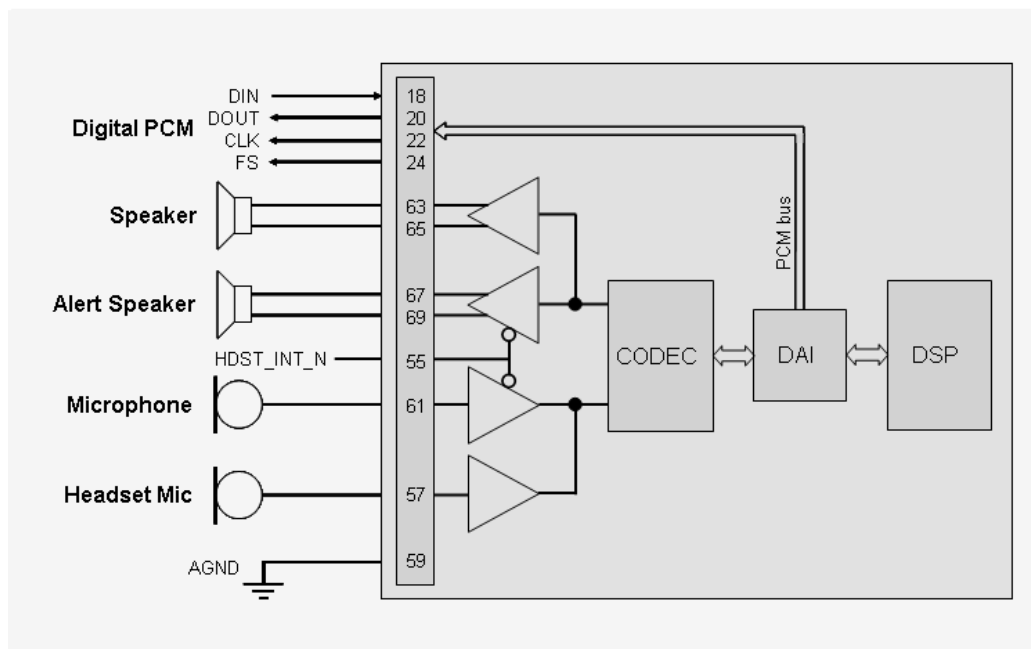 DIN 18
Digital PCM
DOUT 20
CLK 22
FS 24
PCM bus
Speaker
63
65
Alert Speaker
67
69
HDST_INT_N 55
CODEC
DAI
DSP
Microphone 61
Headset Mic 57
AGND 59